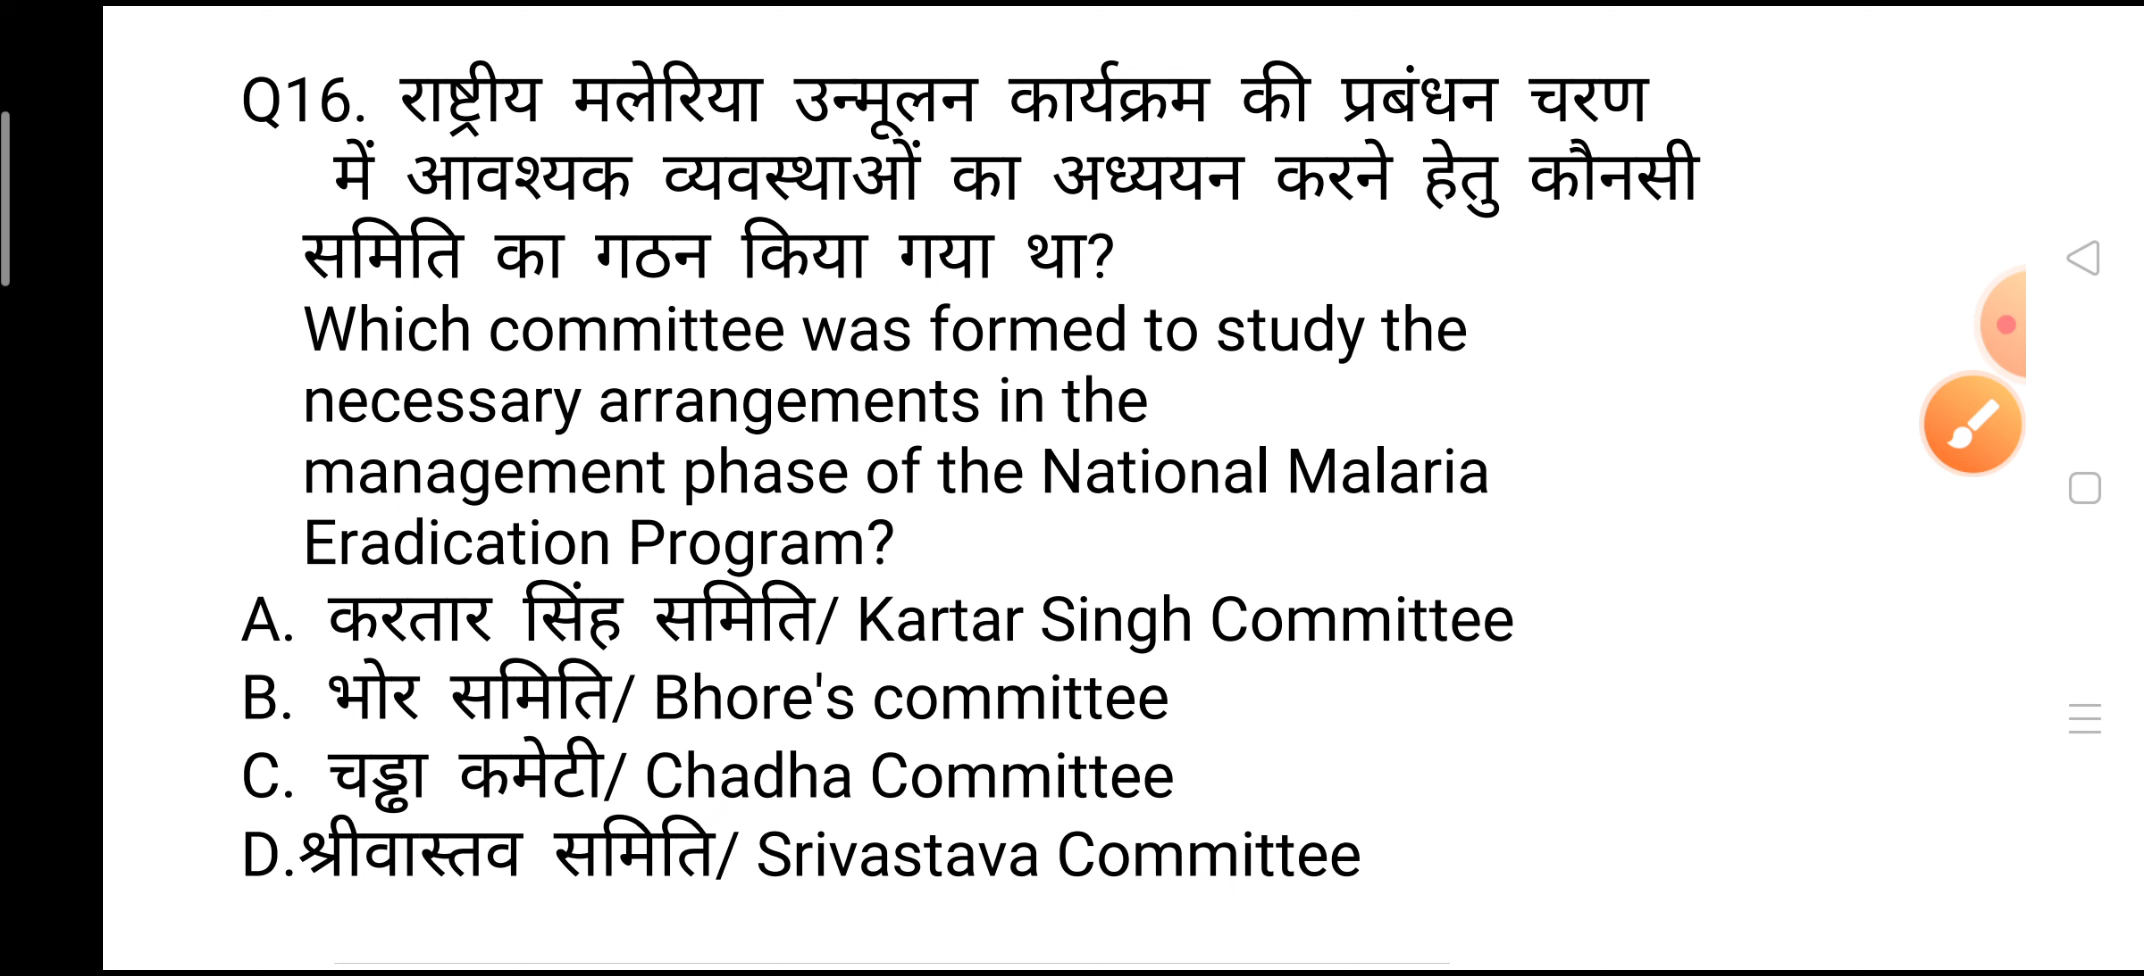 Q16. राष्ट्रीय मलेरिया उन्मूलन कार्यक्रम की प्रबंधन चरण
में आवश्यक व्यवस्थाओं का अध्ययन करने हेतु कौनसी
समिति का गठन किया गया था?
Which committee was formed to study the
necessary arrangements in the
management phase of the National Malaria
Eradication Program?
A. करतार सिंह समिति/ Kartar Singh Committee
B. भोर समिति/ Bhore's committee
C. चड्ढा कमेटी/ Chadha Committee
D.श्रीवास्तव समिति/ Srivastava Committee